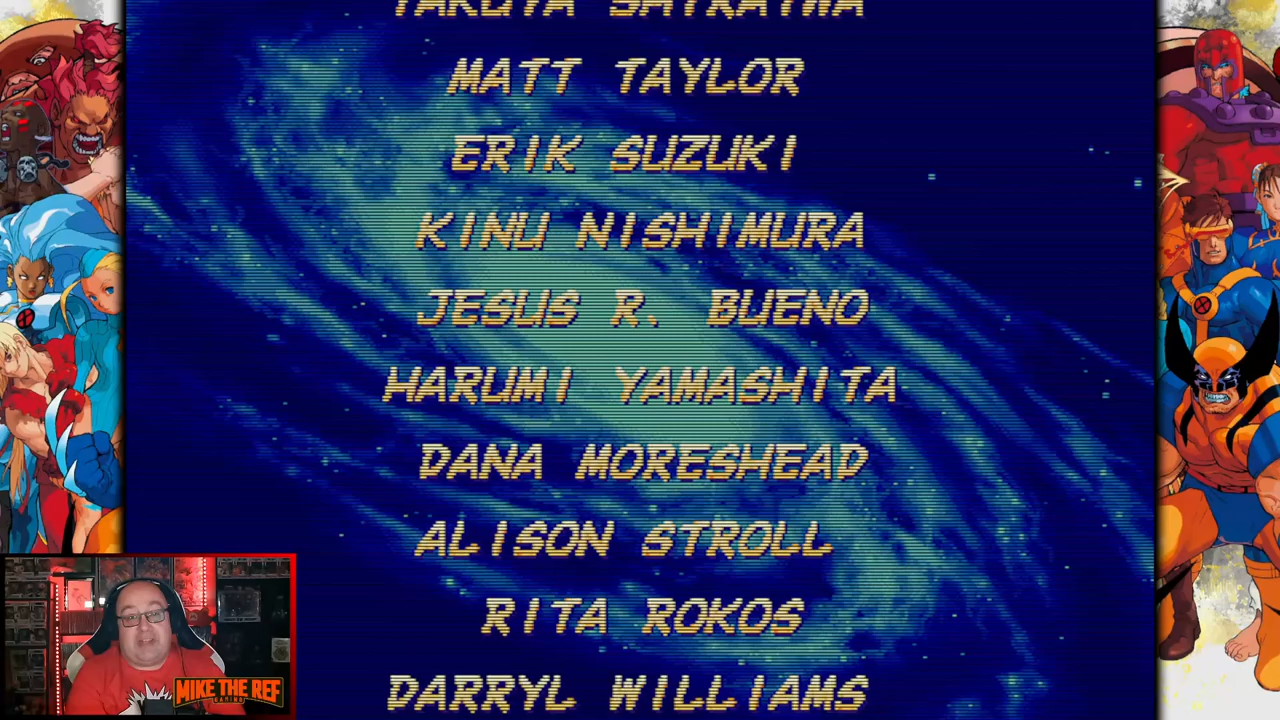 MATT TAYLOR
ERIK SUZUKI
KINU NISHIMURA
JESUS R. BUENO
HARUMI YAMASHITA
DANA MORESHEAD
ALISON STROLL
RITA ROKOS
DARRYL WILLIAMS
MIKE THE REF
GAMING